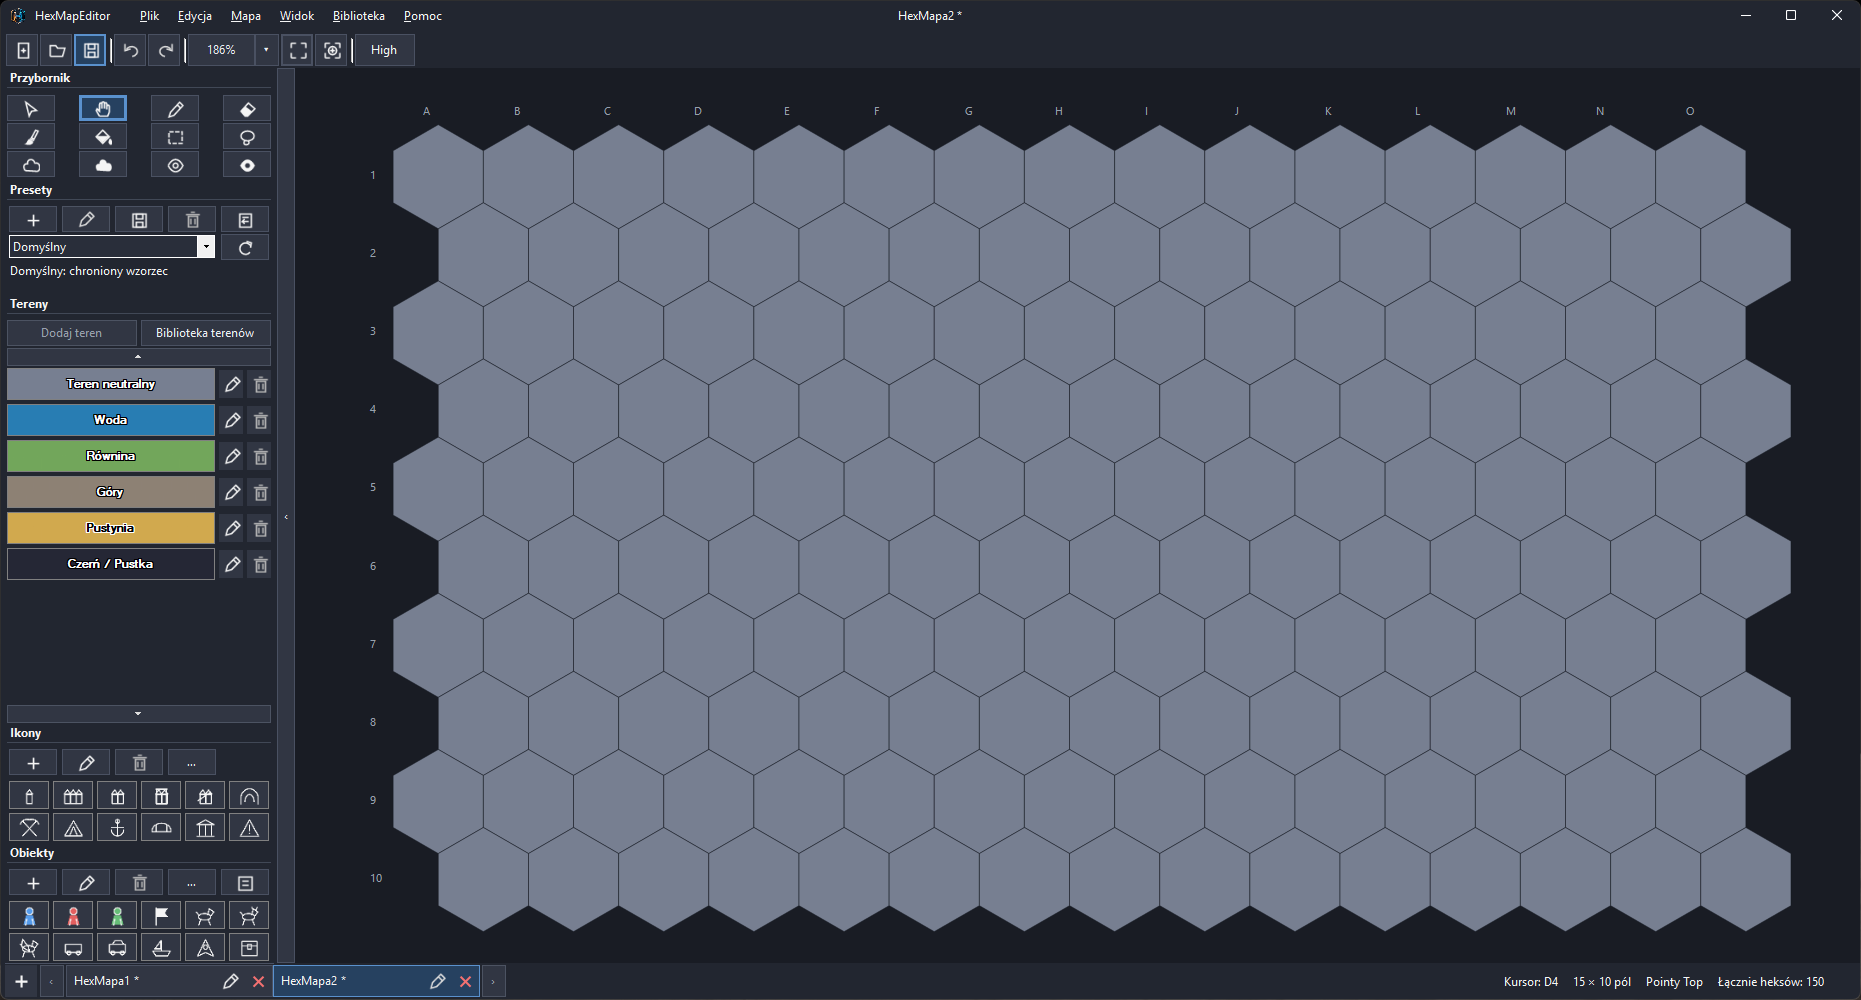 HexMapEditor Plik Edycja Mapa Widok Biblioteka Pomoc HexMapa2 *
186% High
Przybornik
Presety
Domyślny
Domyślny: chroniony wzorzec
Tereny
Dodaj teren Biblioteka terenów
Teren neutralny
Woda
Równina
Góry
Pustynia
Czerń / Pustka
Ikony
...
Obiekty
...
A B C D E F G H I J K L M N O
1
2
3
4
5
6
7
8
9
10
HexMapa1 * HexMapa2 * Kursor: D4 15 × 10 pól Pointy Top Łącznie heksów: 150